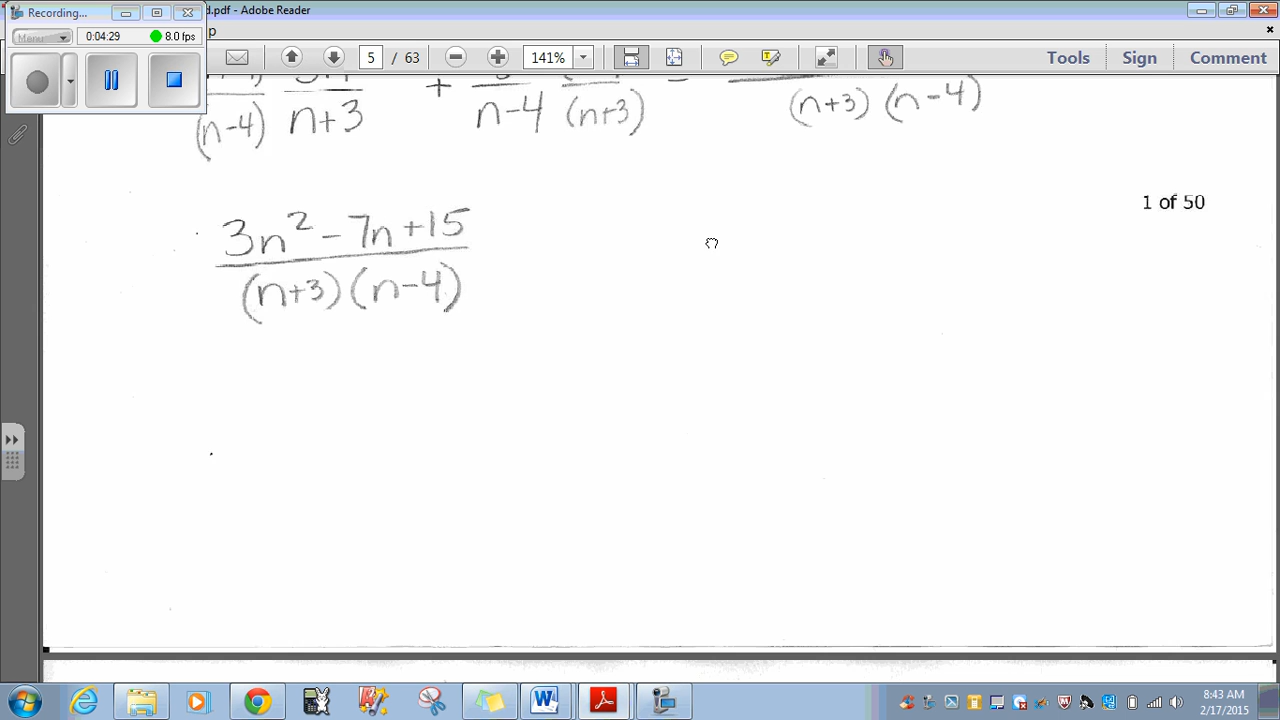 Recording...
d.pdf - Adobe Reader
Menu
0:04:29
8.0 fps
p
5 / 63
141%
Tools
Sign
Comment
(n-4) n+3 + n-4 (n+3) = (n+3)(n-4)
1 of 50
3n² - 7n + 15
(n+3)(n-4)
8:43 AM
2/17/2015